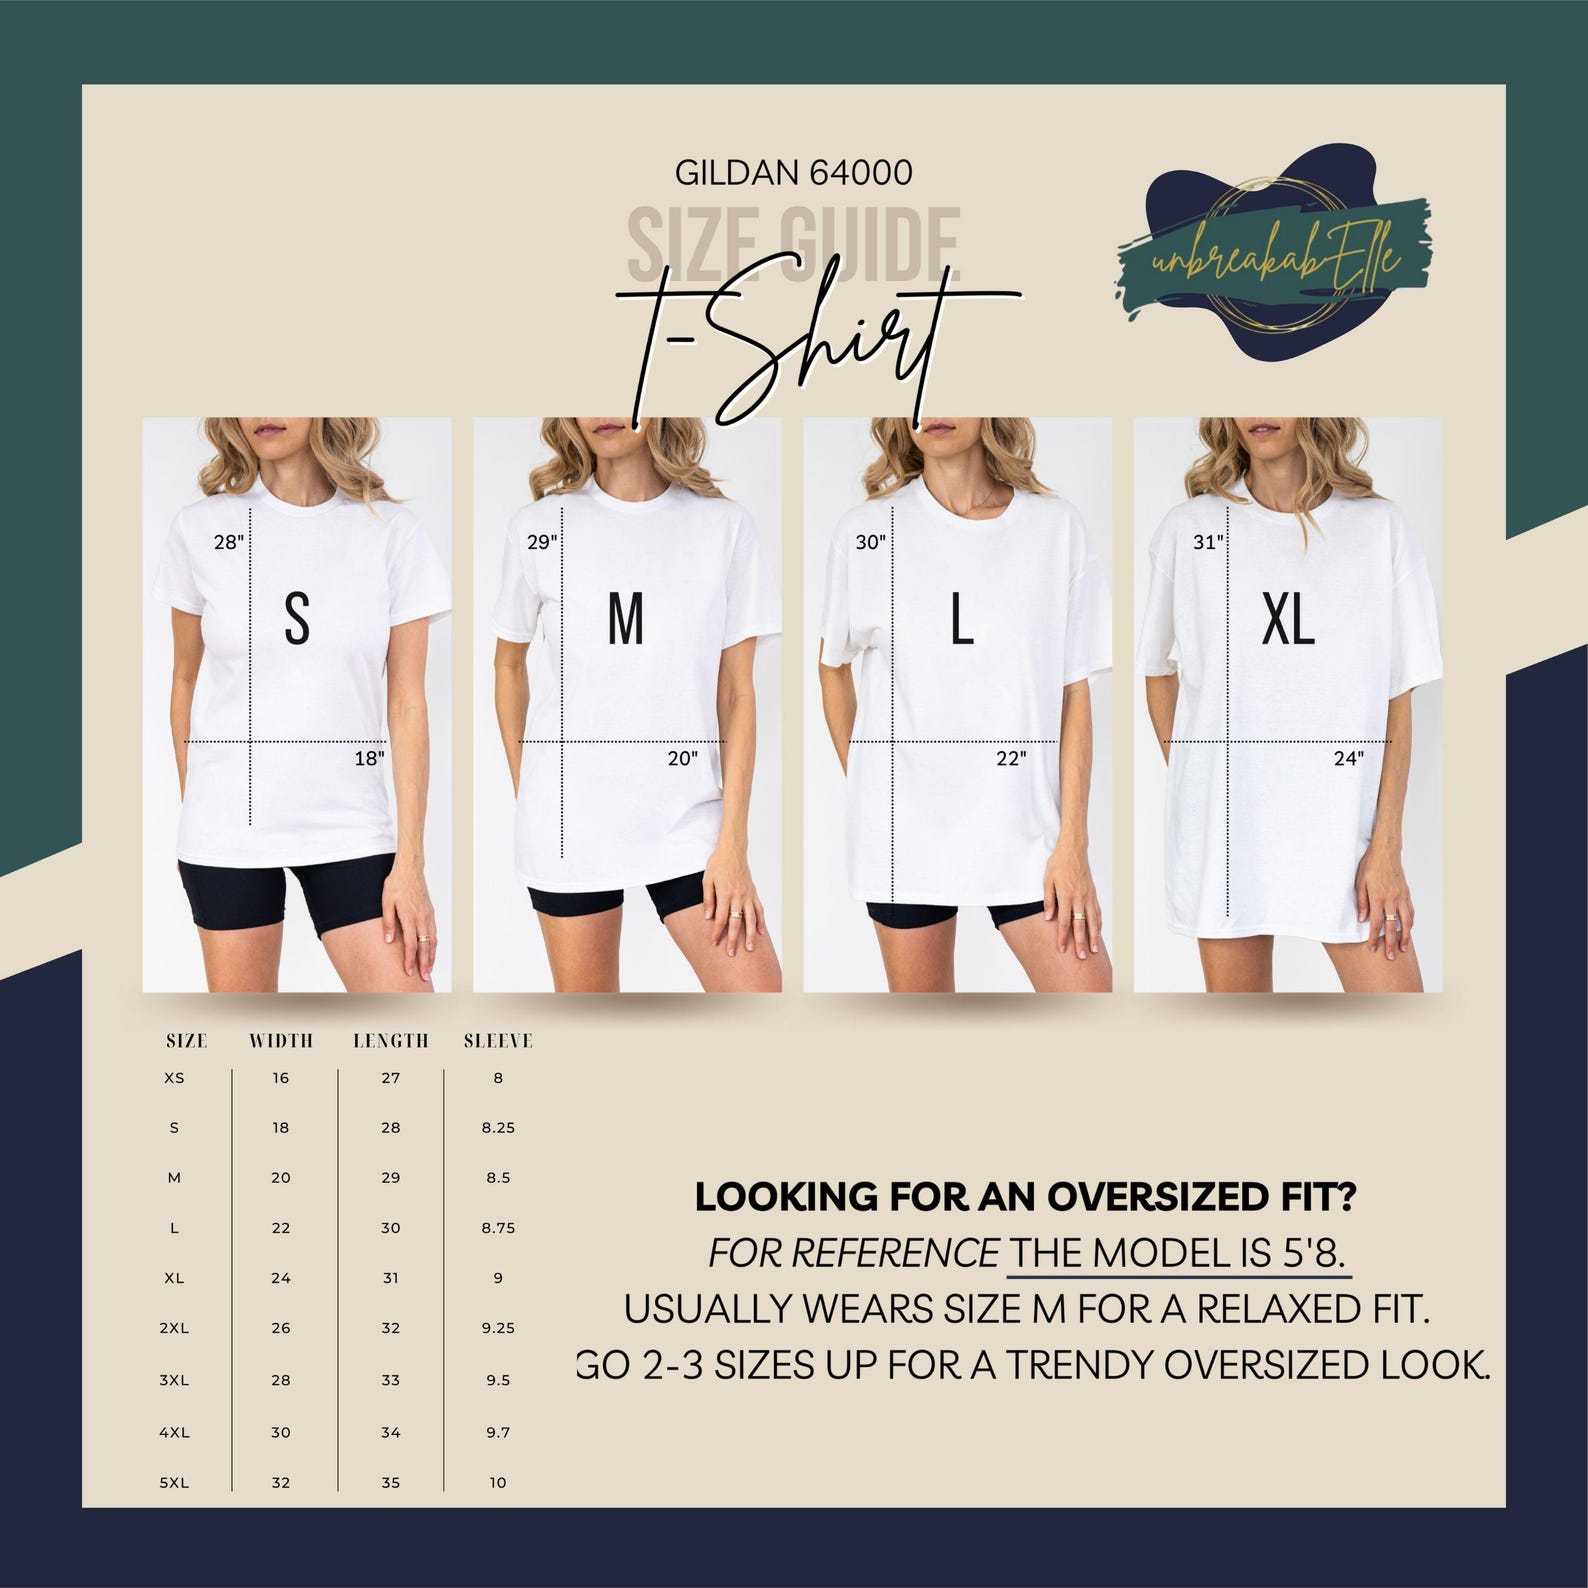 GILDAN 64000
SIZE GUIDE
T-Shirt
unbreakabElle
28"
S
18"
29"
M
20"
30"
L
22"
31"
XL
24"
SIZE WIDTH LENGTH SLEEVE
XS 16 27 8
S 18 28 8.25
M 20 29 8.5
L 22 30 8.75
XL 24 31 9
2XL 26 32 9.25
3XL 28 33 9.5
4XL 30 34 9.7
5XL 32 35 10
LOOKING FOR AN OVERSIZED FIT?
FOR REFERENCE THE MODEL IS 5'8.
USUALLY WEARS SIZE M FOR A RELAXED FIT.
GO 2-3 SIZES UP FOR A TRENDY OVERSIZED LOOK.